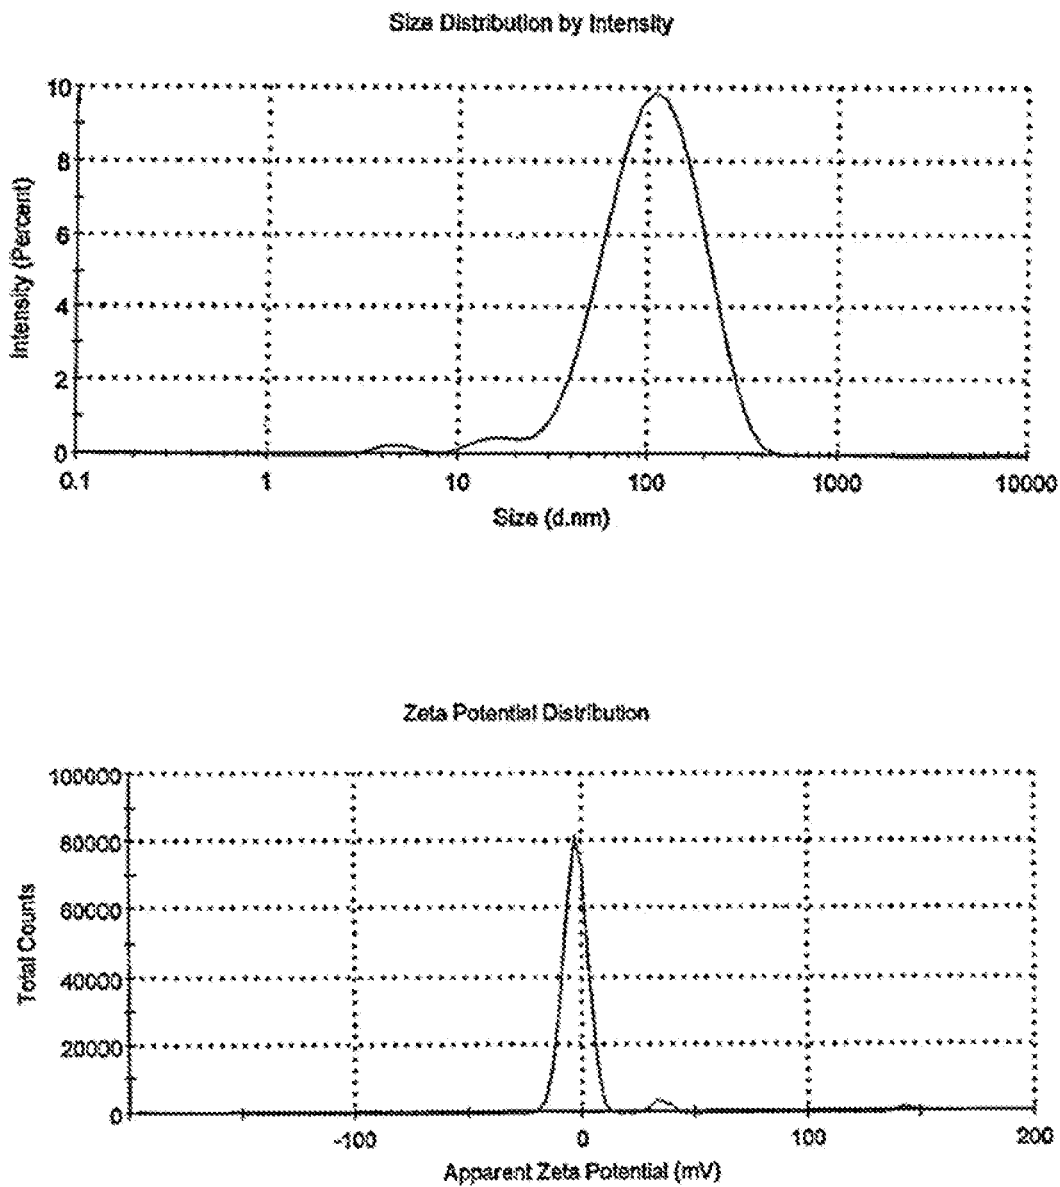 Size Distribution by Intensity
10
8
6
4
2
0
Intensity (Percent)
0.1 1 10 100 1000 10000
Size (d.nm)
Zeta Potential Distribution
100000
80000
60000
40000
20000
0
Total Counts
-100 0 100 200
Apparent Zeta Potential (mV)